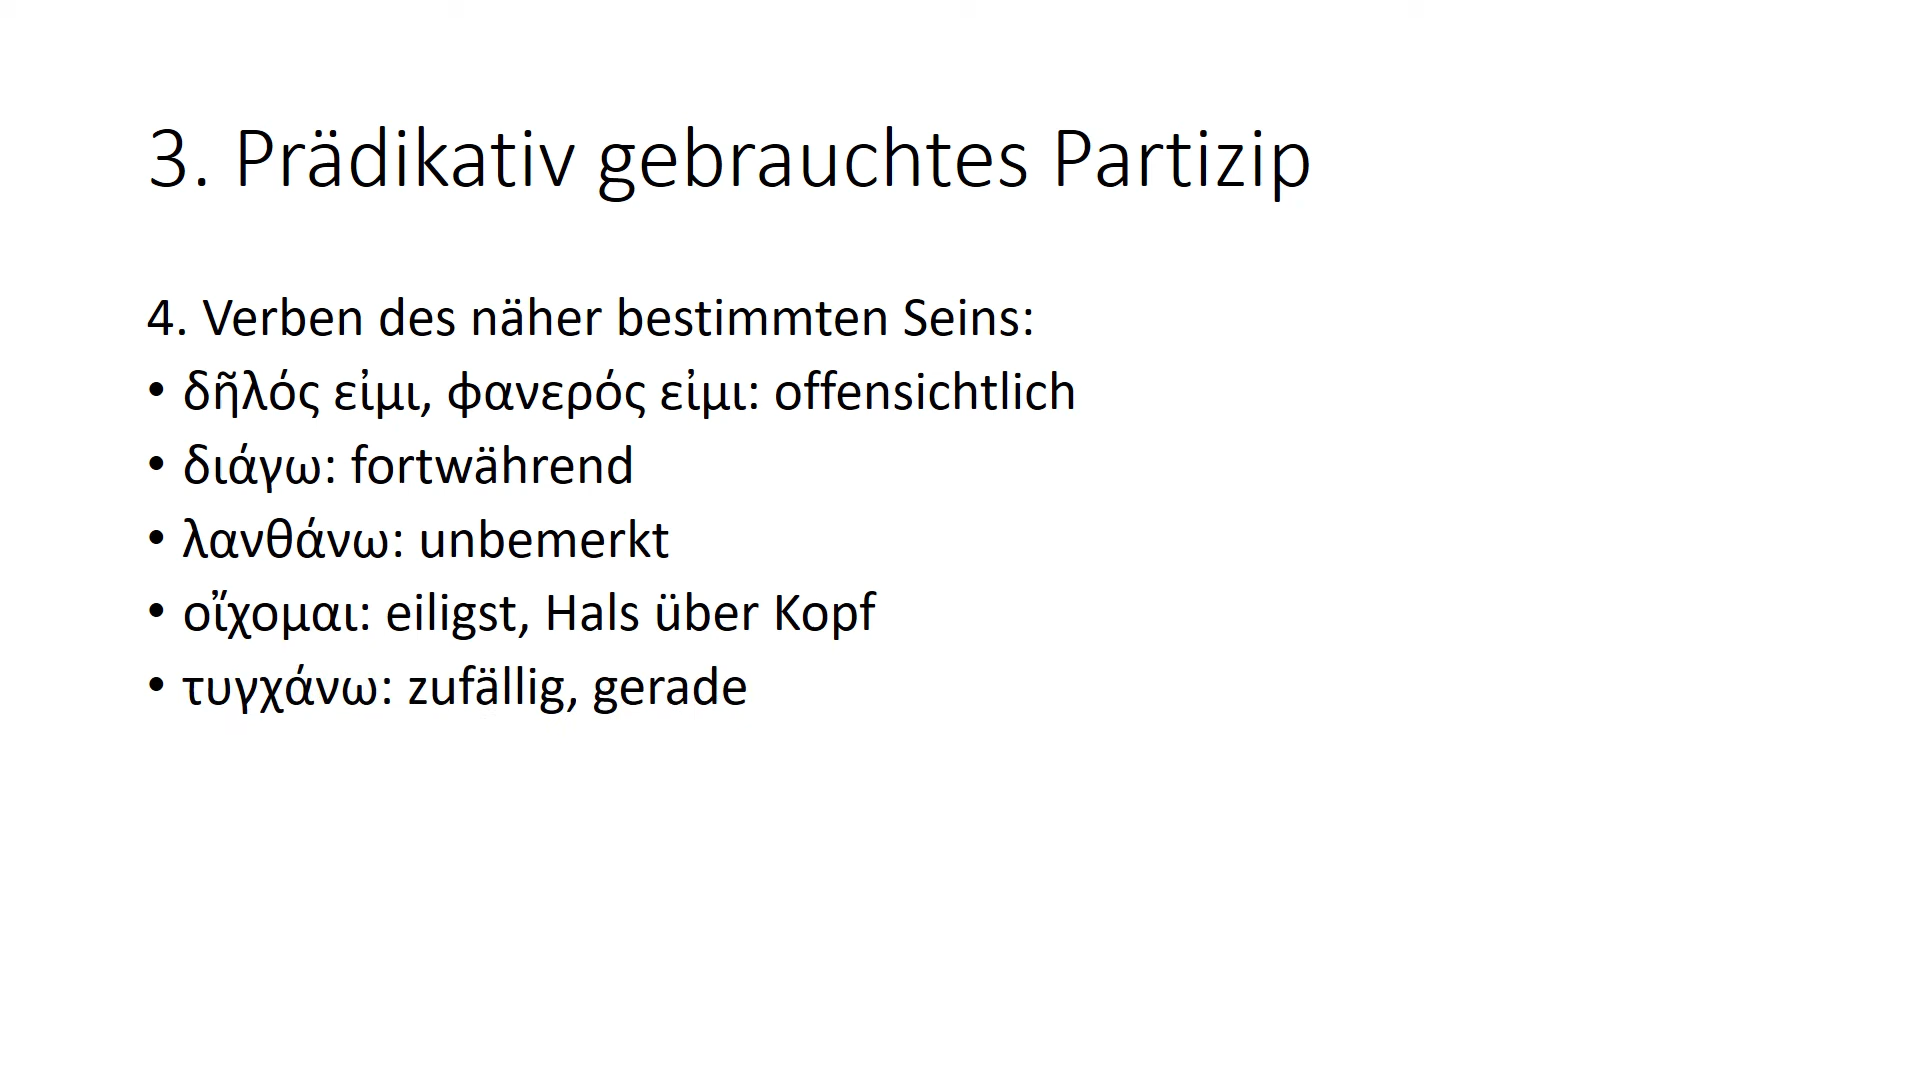 3. Prädikativ gebrauchtes Partizip
4. Verben des näher bestimmten Seins:
• δῆλός εἰμι, φανερός εἰμι: offensichtlich
• διάγω: fortwährend
• λανθάνω: unbemerkt
• οἴχομαι: eiligst, Hals über Kopf
• τυγχάνω: zufällig, gerade